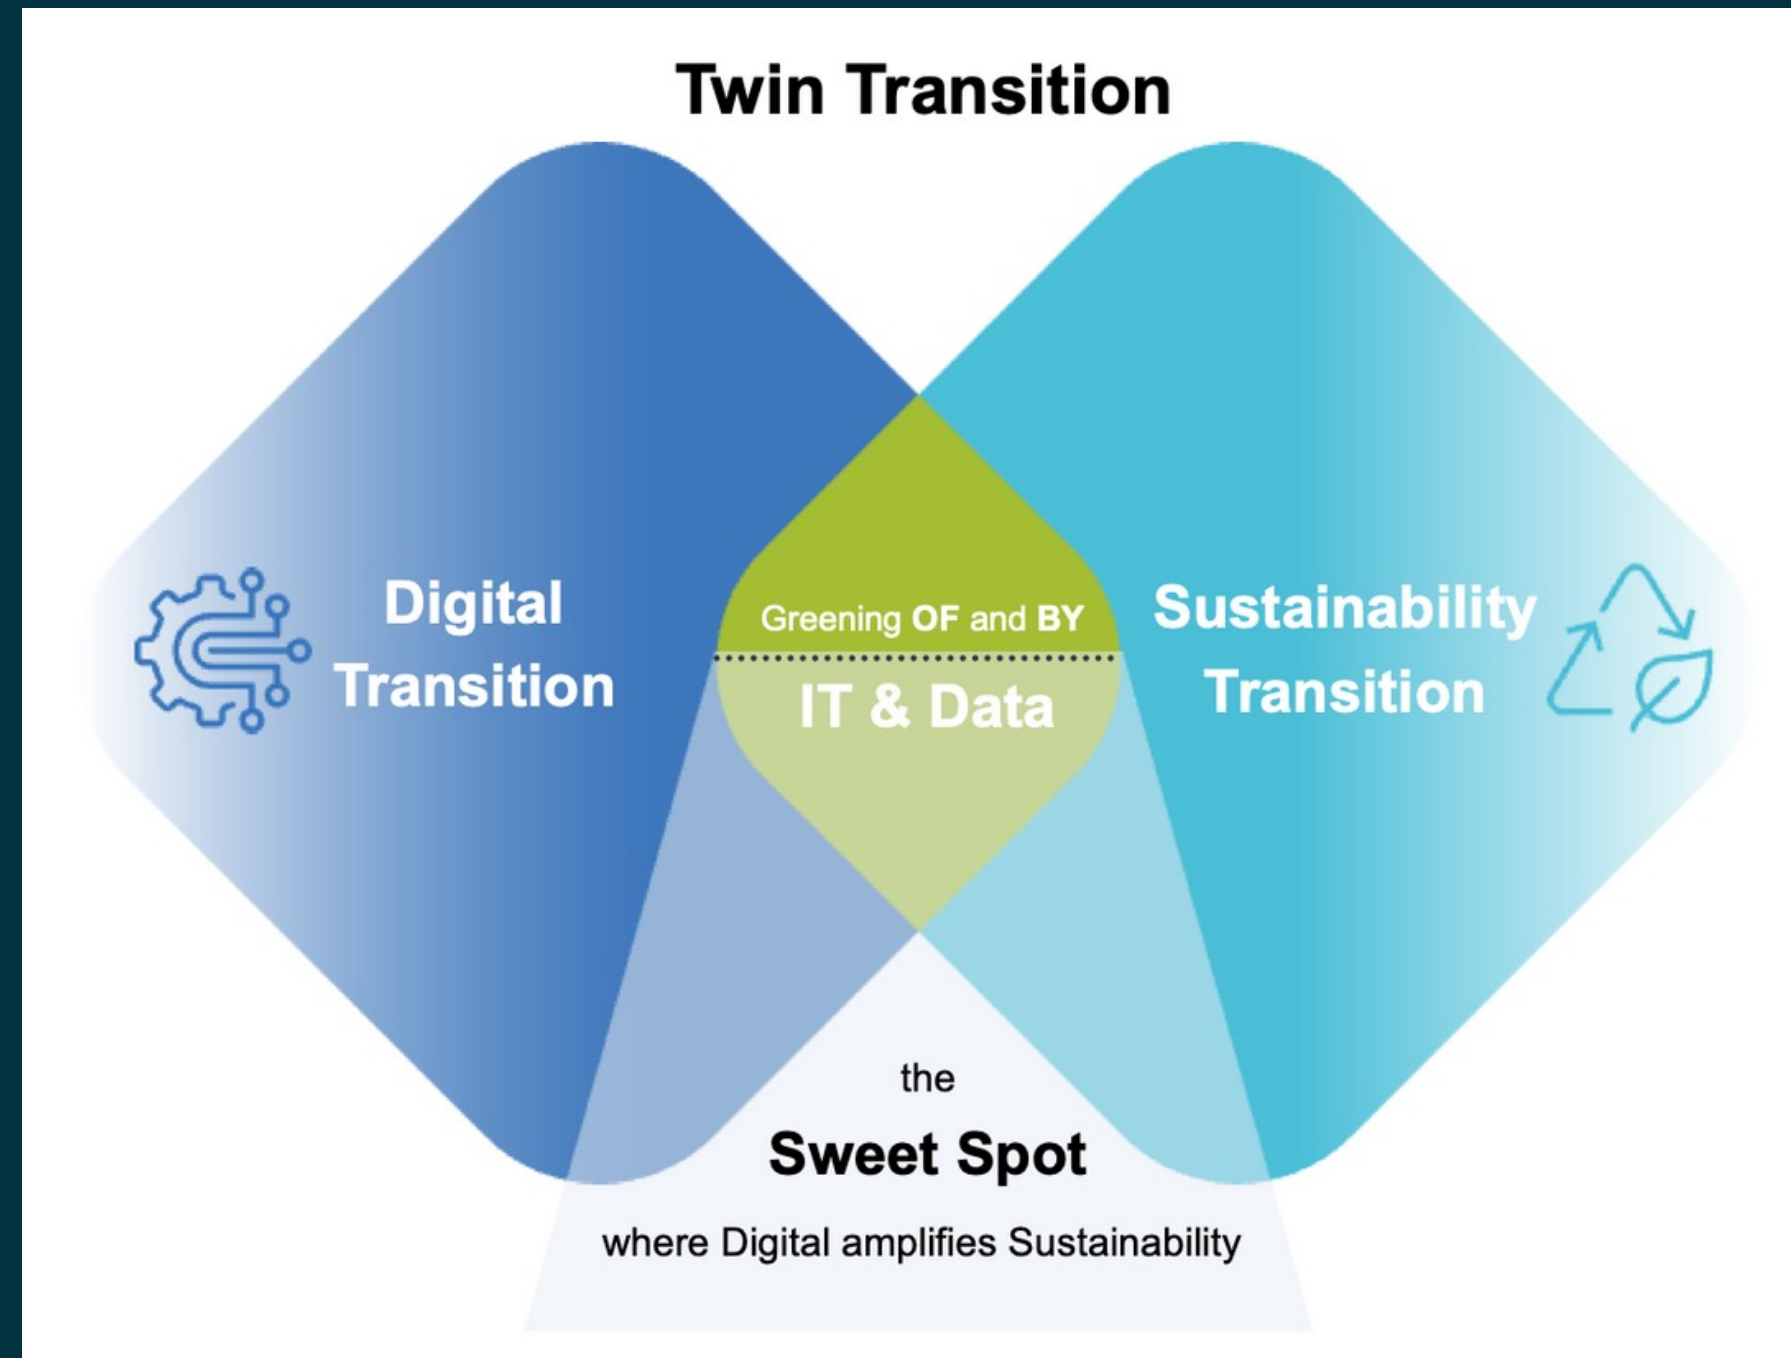 Twin Transition
Digital
Transition
Greening OF and BY
IT & Data
Sustainability
Transition
the
Sweet Spot
where Digital amplifies Sustainability